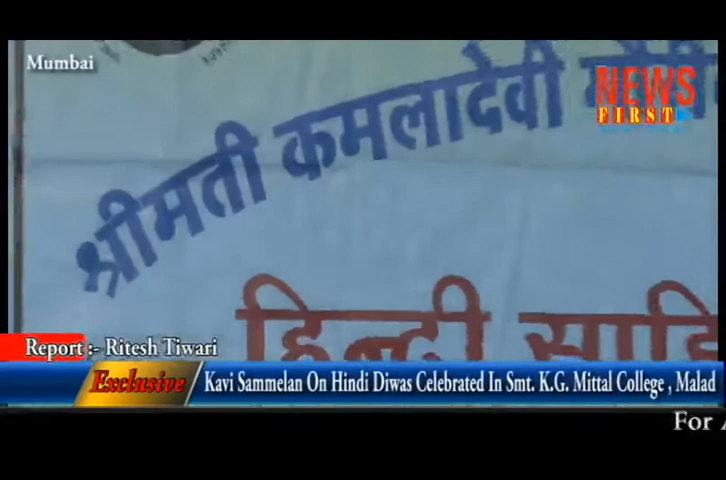 Mumbai
NEWS
FIRST
श्रीमती कमलादेवी
हिन्दी
Report :- Ritesh Tiwari
Exclusive
Kavi Sammelan On Hindi Diwas Celebrated In Smt. K.G. Mittal College , Malad
For